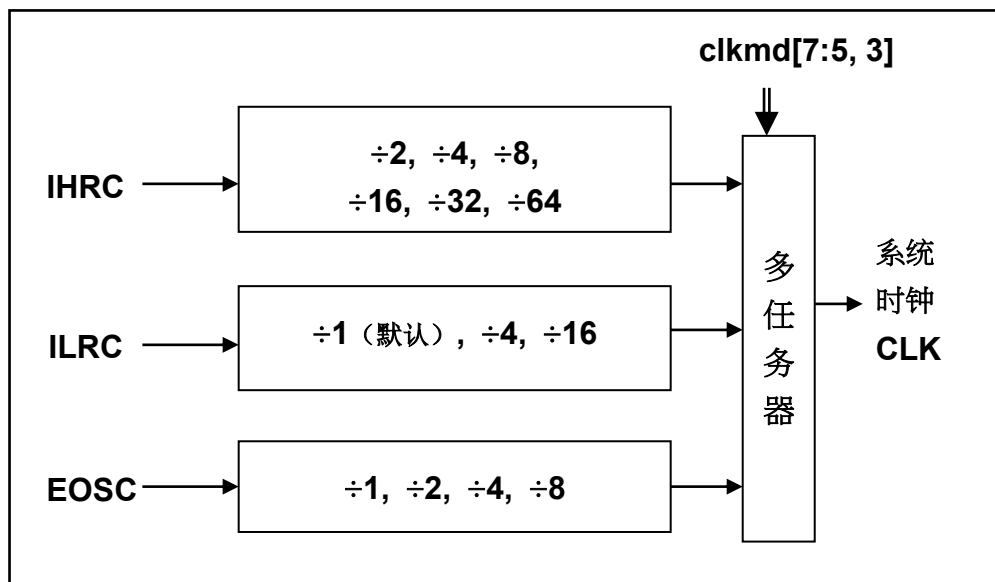 clkmd[7:5, 3]
IHRC
÷2, ÷4, ÷8,
÷16, ÷32, ÷64
ILRC
÷1（默认）, ÷4, ÷16
EOSC
÷1, ÷2, ÷4, ÷8
多
任
务
器
系统
时钟
CLK